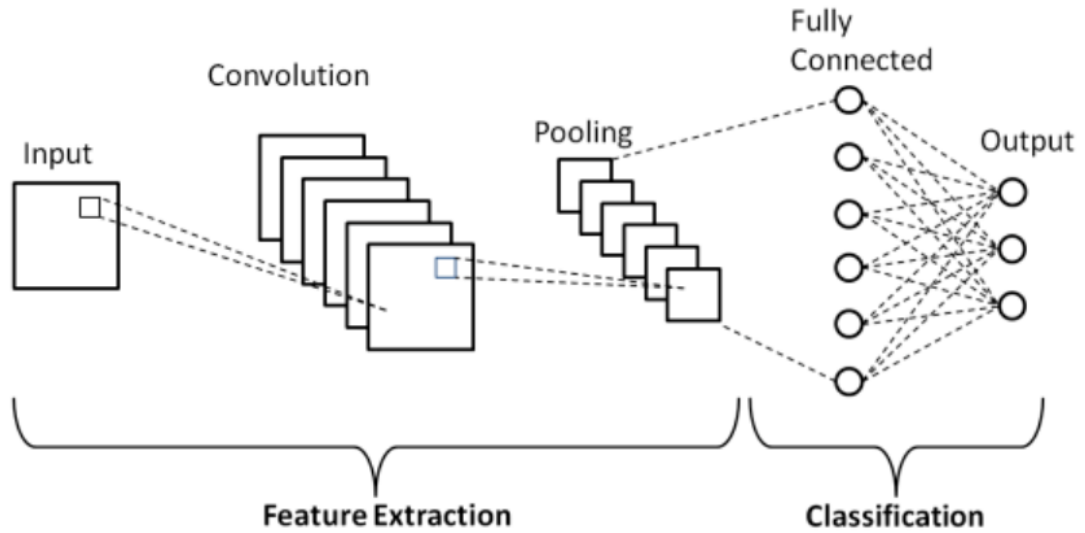 Input
Convolution
Pooling
Fully
Connected
Output
Feature Extraction
Classification